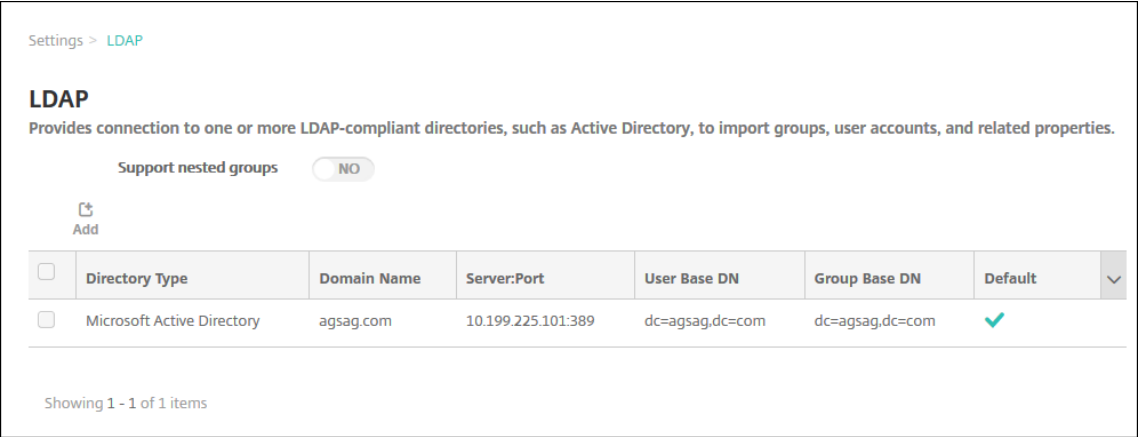 Settings > LDAP
LDAP
Provides connection to one or more LDAP-compliant directories, such as Active Directory, to import groups, user accounts, and related properties.
Support nested groups NO
Add
Directory Type Domain Name Server:Port User Base DN Group Base DN Default
Microsoft Active Directory agsag.com 10.199.225.101:389 dc=agsag,dc=com dc=agsag,dc=com
Showing 1 - 1 of 1 items